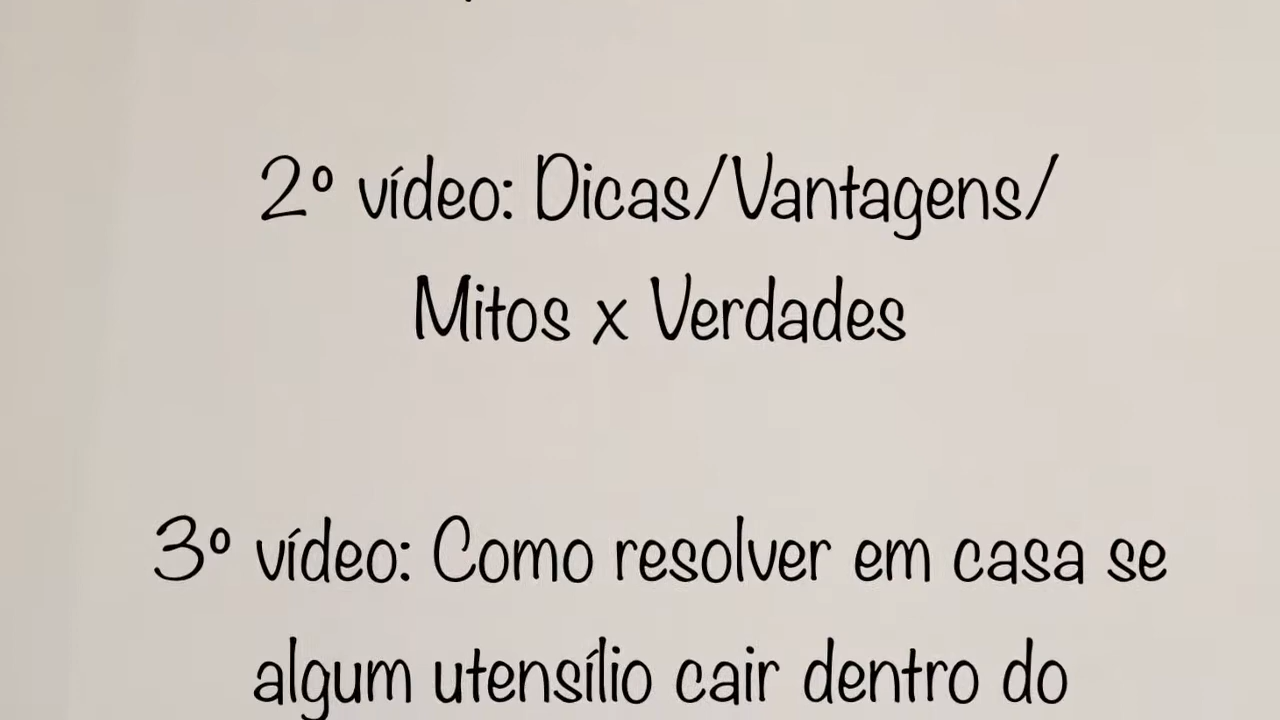 2º vídeo: Dicas/Vantagens/
Mitos x Verdades
3º vídeo: Como resolver em casa se
algum utensílio cair dentro do